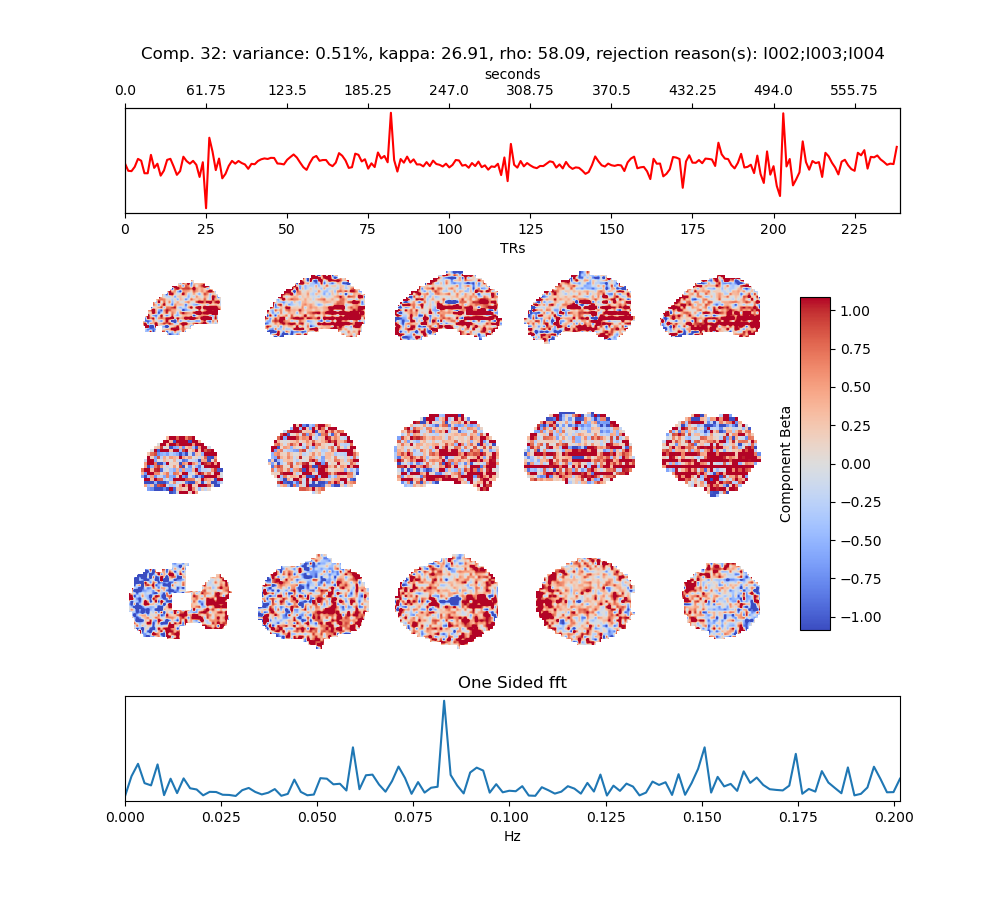 Comp. 32: variance: 0.51%, kappa: 26.91, rho: 58.09, rejection reason(s): I002;I003;I004
seconds
0.0 61.75 123.5 185.25 247.0 308.75 370.5 432.25 494.0 555.75
0 25 50 75 100 125 150 175 200 225
TRs
1.00
0.75
0.50
0.25
0.00
−0.25
−0.50
−0.75
−1.00
Component Beta
One Sided fft
0.000 0.025 0.050 0.075 0.100 0.125 0.150 0.175 0.200
Hz